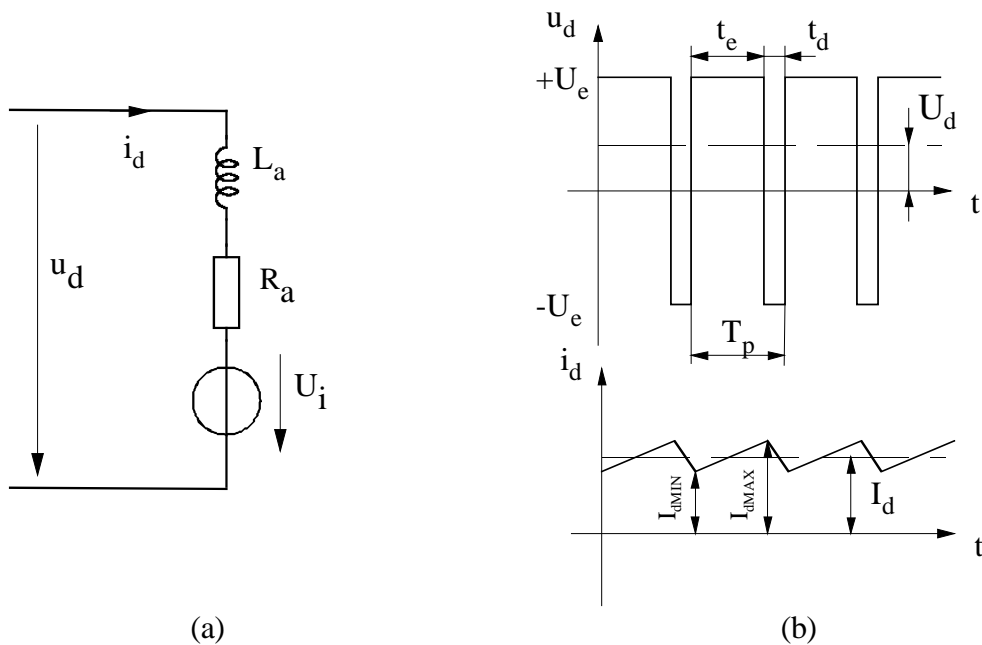 i_d
L_a
u_d
R_a
U_i
(a)
u_d
t_e
t_d
+U_e
U_d
t
-U_e
T_p
i_d
I_dMIN
I_dMAX
I_d
t
(b)